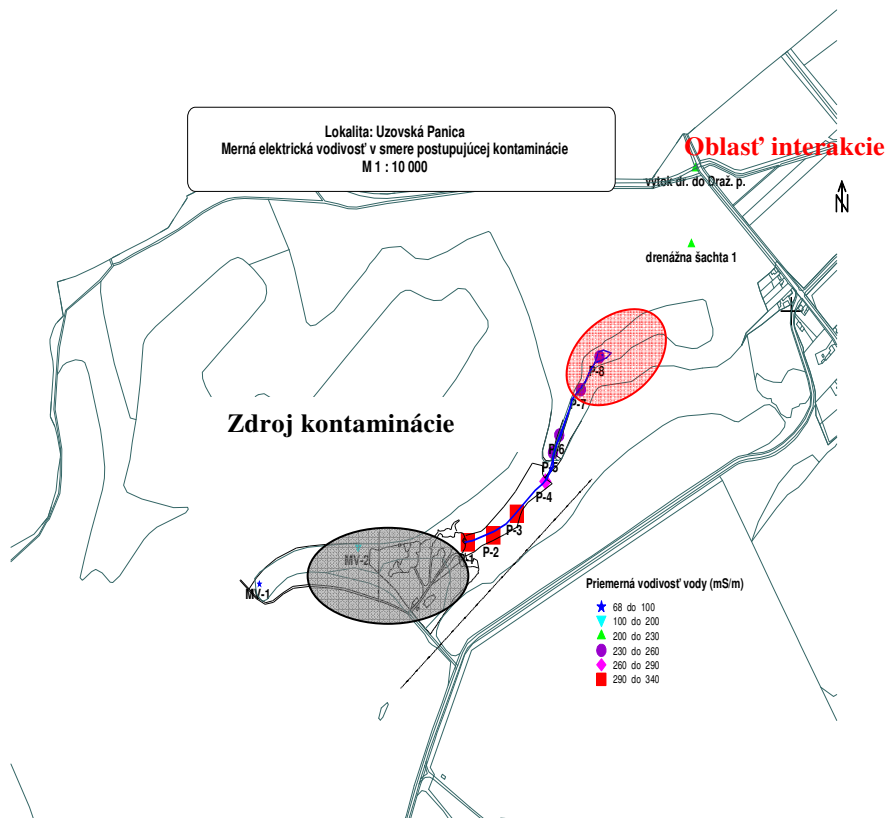 Lokalita: Uzovská Panica
Merná elektrická vodivosť v smere postupujúcej kontaminácie
M 1 : 10 000
Oblasť interakcie
výtok dr. do Draž. p.
N
drenážna šachta 1
P-8
P-7
Zdroj kontaminácie
P-6
P-5
P-4
P-3
P-2
P-1
MV-2
MV-1
Priemerná vodivosť vody (mS/m)
68 do 100
100 do 200
200 do 230
230 do 260
260 do 290
290 do 340